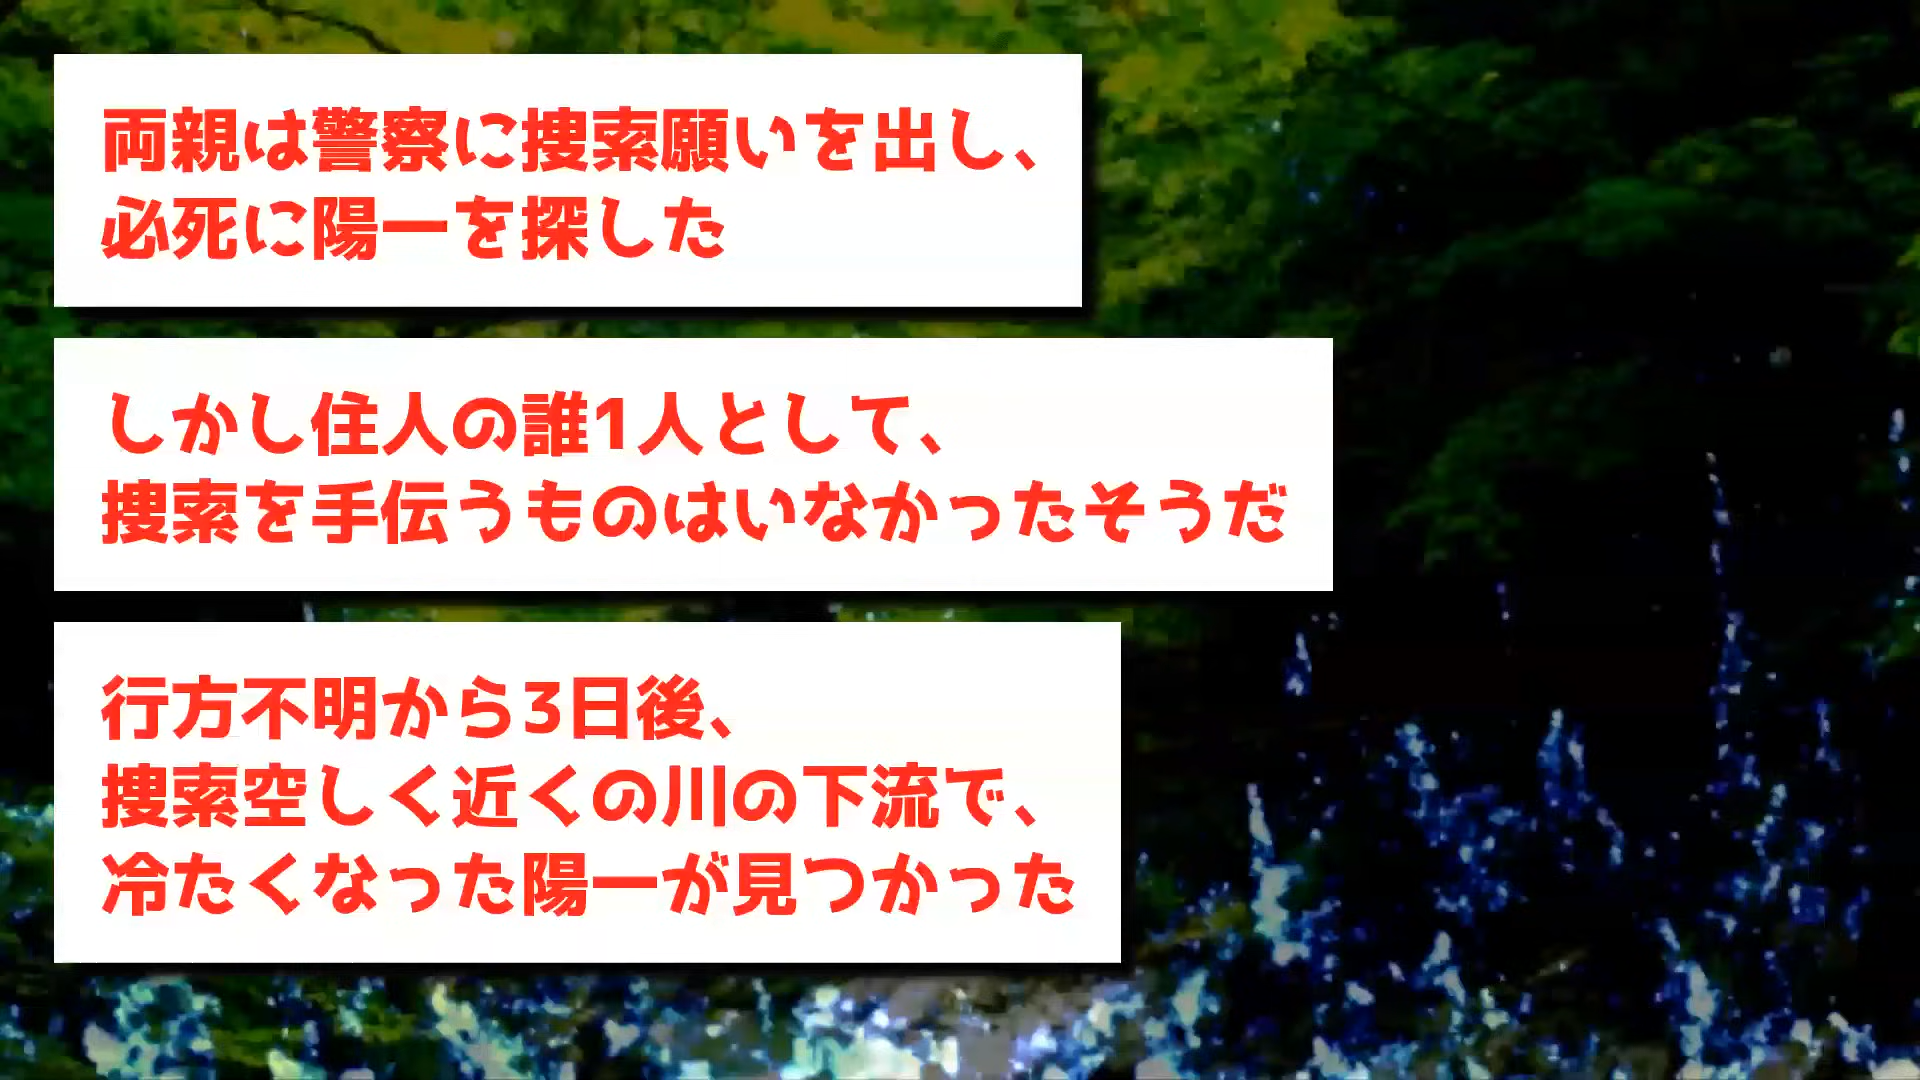 両親は警察に捜索願いを出し、
必死に陽一を探した
しかし住人の誰1人として、
捜索を手伝うものはいなかったそうだ
行方不明から3日後、
捜索空しく近くの川の下流で、
冷たくなった陽一が見つかった